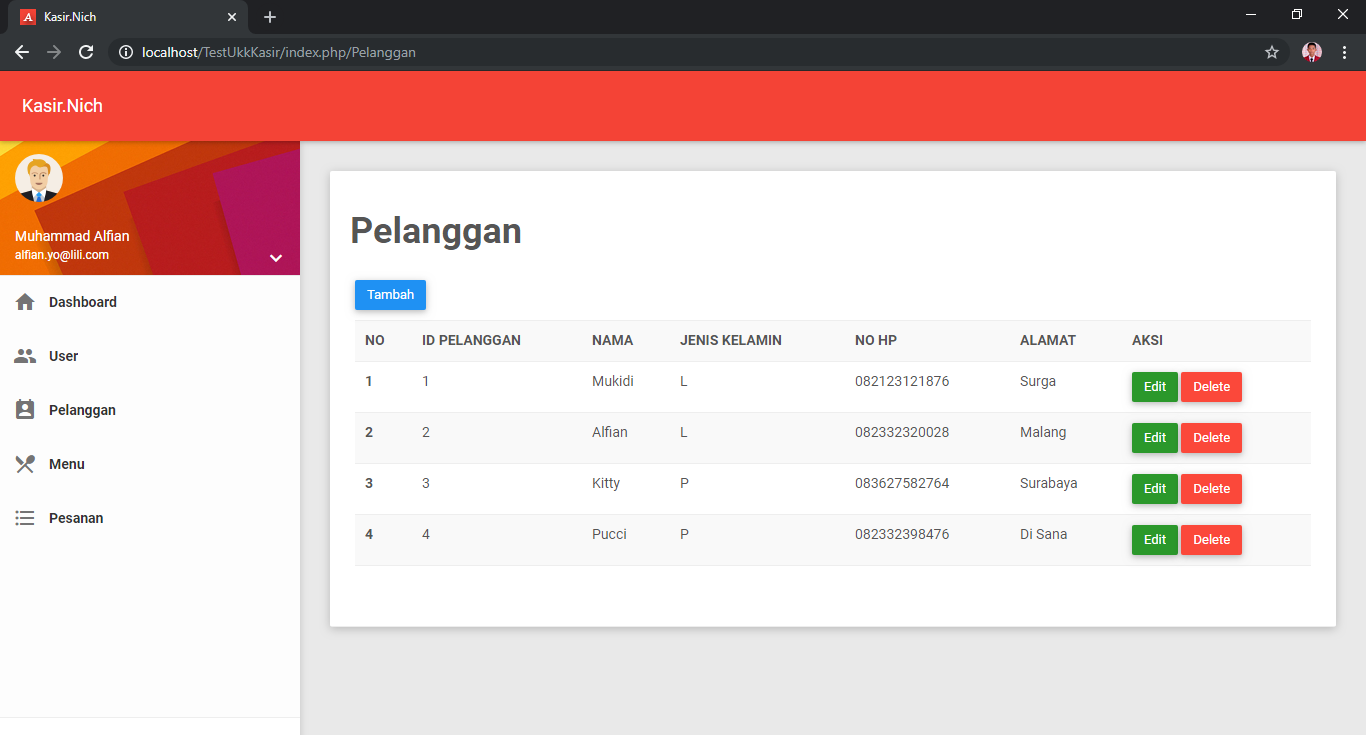 Kasir.Nich
localhost/TestUkkKasir/index.php/Pelanggan
Kasir.Nich
Muhammad Alfian
alfian.yo@lili.com
Dashboard
User
Pelanggan
Menu
Pesanan
Pelanggan
Tambah
NO ID PELANGGAN NAMA JENIS KELAMIN NO HP ALAMAT AKSI
1 1 Mukidi L 082123121876 Surga Edit Delete
2 2 Alfian L 082332320028 Malang Edit Delete
3 3 Kitty P 083627582764 Surabaya Edit Delete
4 4 Pucci P 082332398476 Di Sana Edit Delete